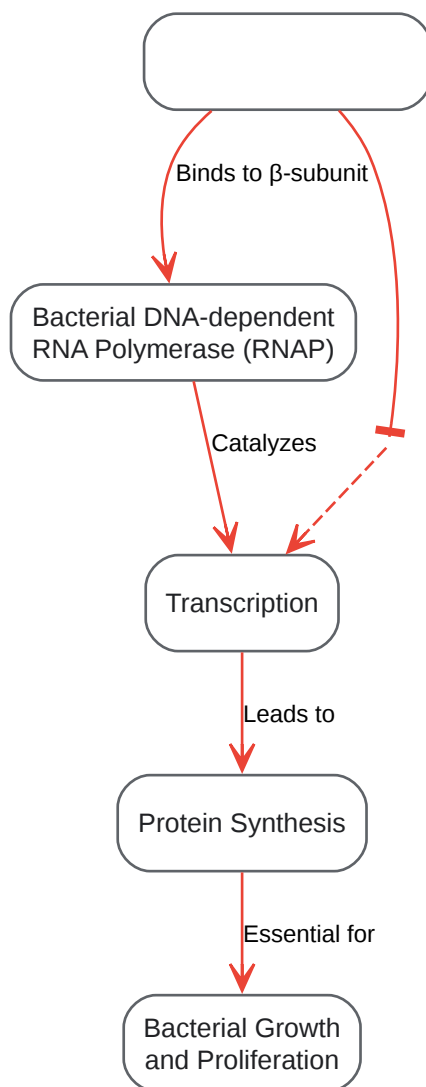 Binds to β-subunit
Bacterial DNA-dependent
RNA Polymerase (RNAP)
Catalyzes
Transcription
Leads to
Protein Synthesis
Essential for
Bacterial Growth
and Proliferation